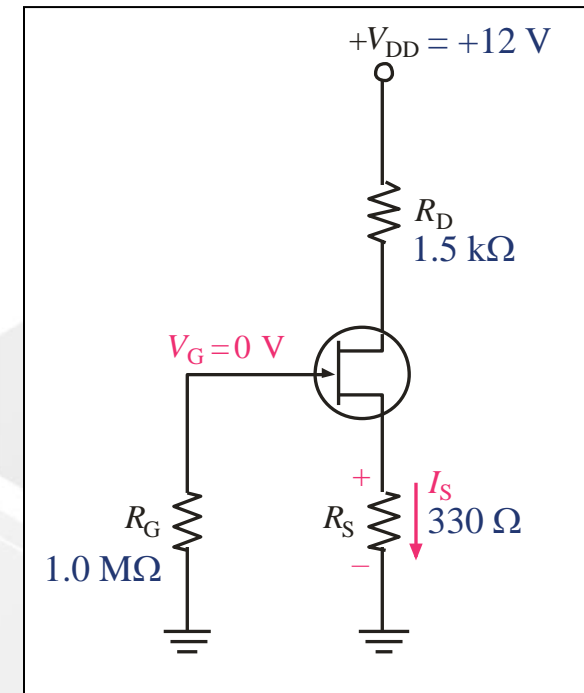 +V_DD = +12 V
R_D
1.5 kΩ
V_G = 0 V
+
I_S
R_G
R_S
330 Ω
1.0 MΩ
−